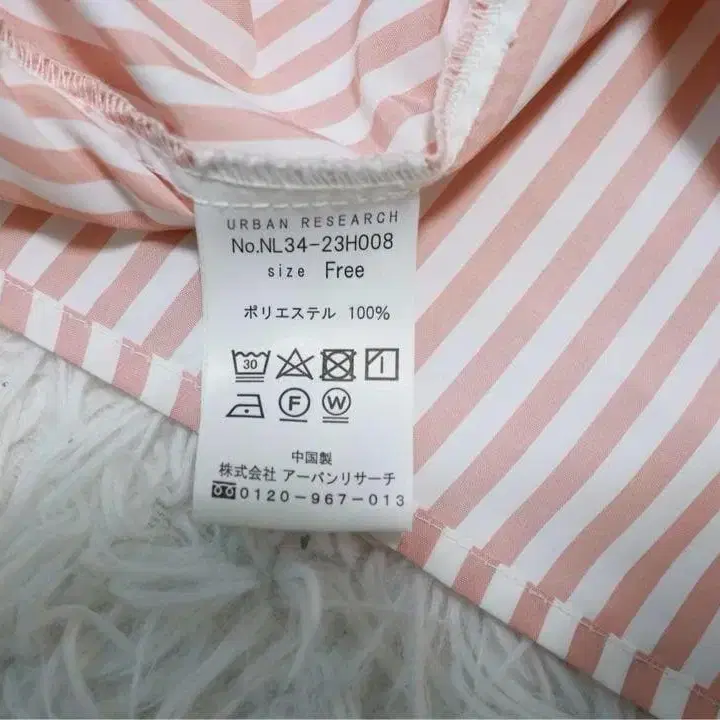 URBAN RESEARCH
No.NL34-23H008
size Free
ポリエステル 100%
30
F W
中国製
株式会社 アーバンリサーチ
0120-967-013